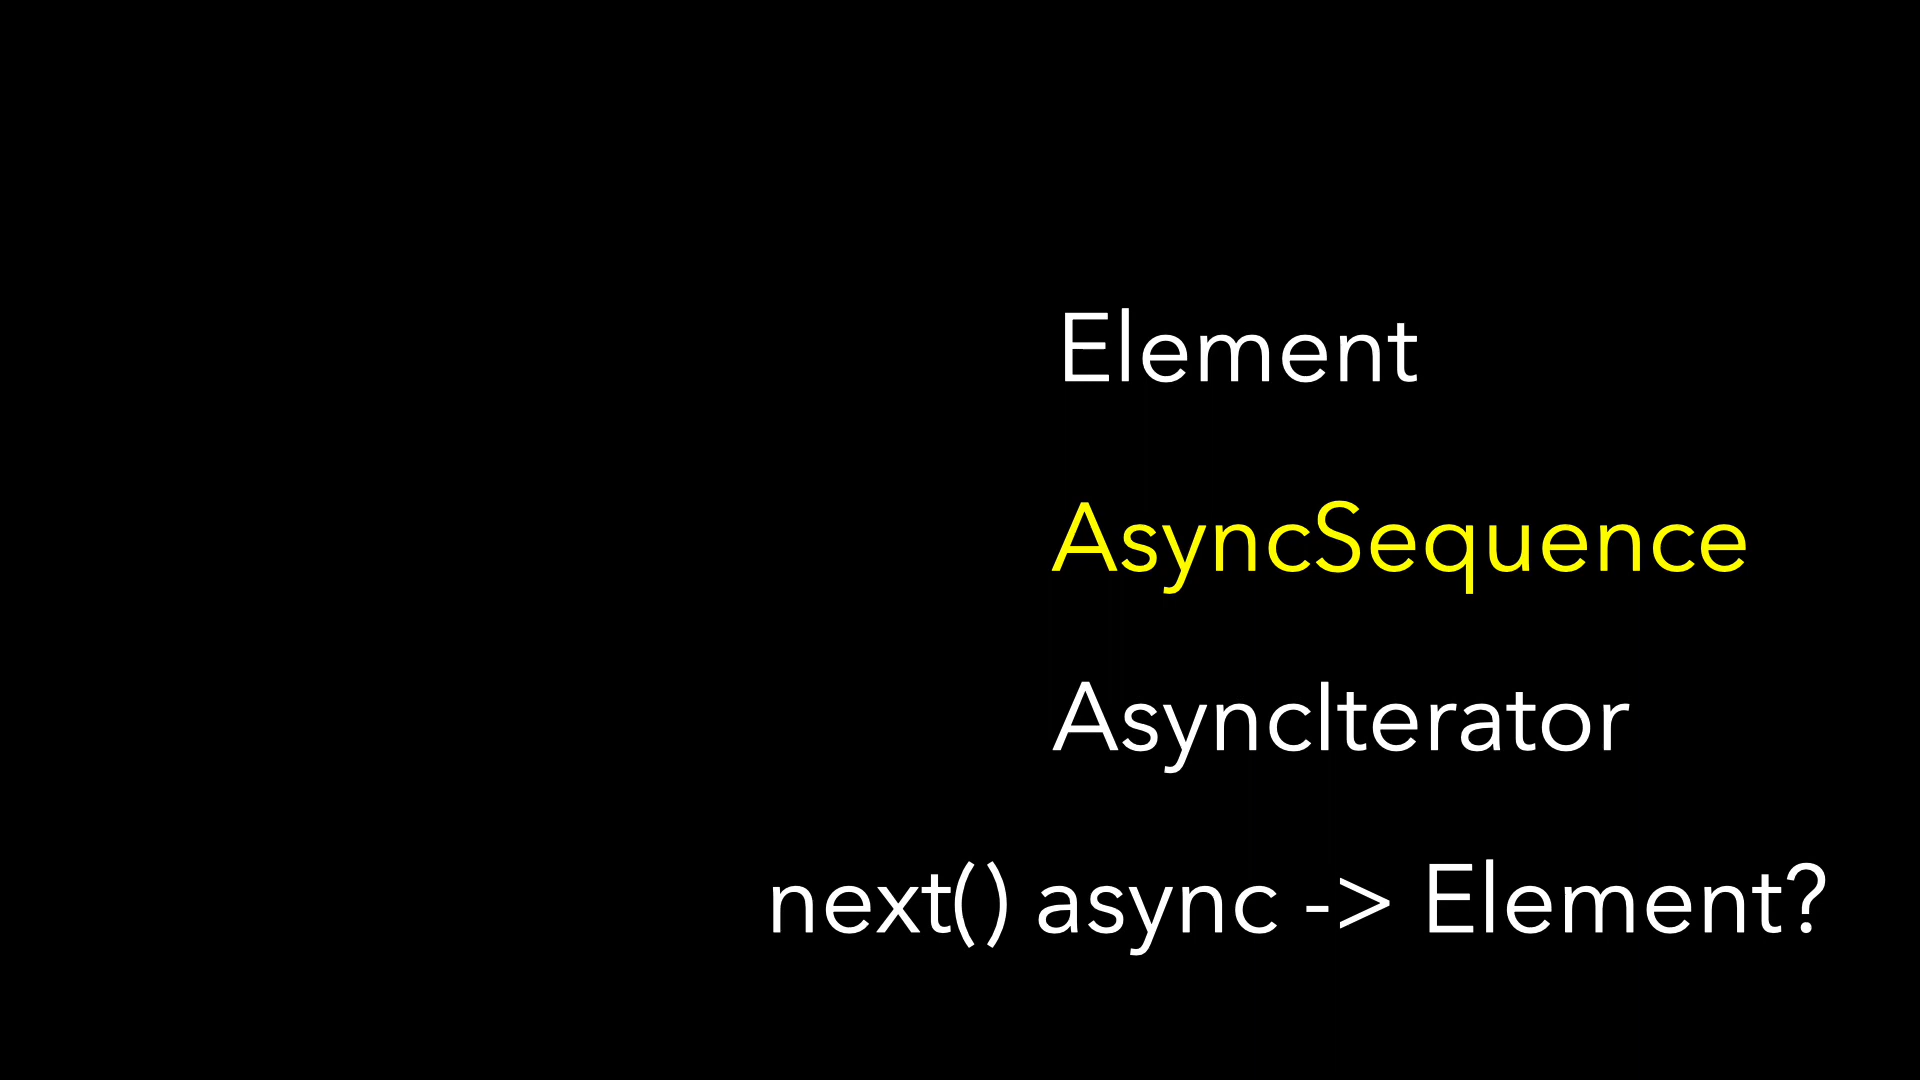 Element
AsyncSequence
AsyncIterator
next() async -> Element?